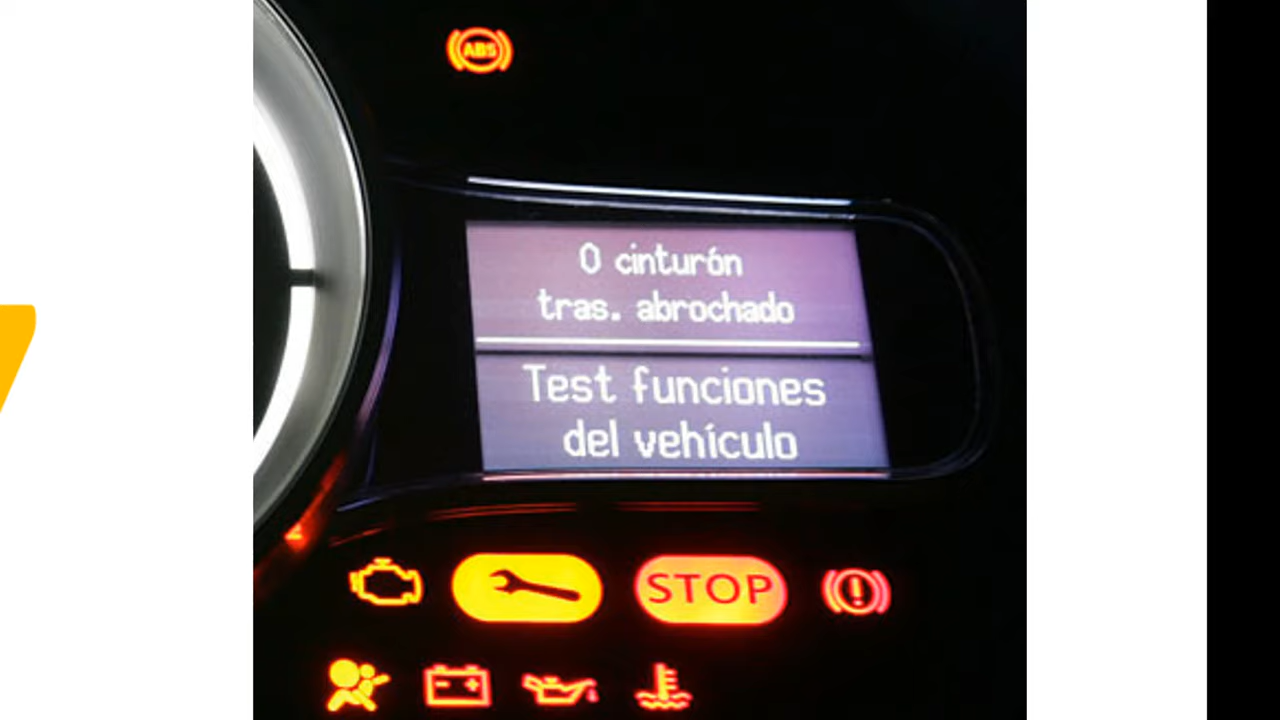 ABS
0 cinturón
tras. abrochado
Test funciones
del vehículo
STOP